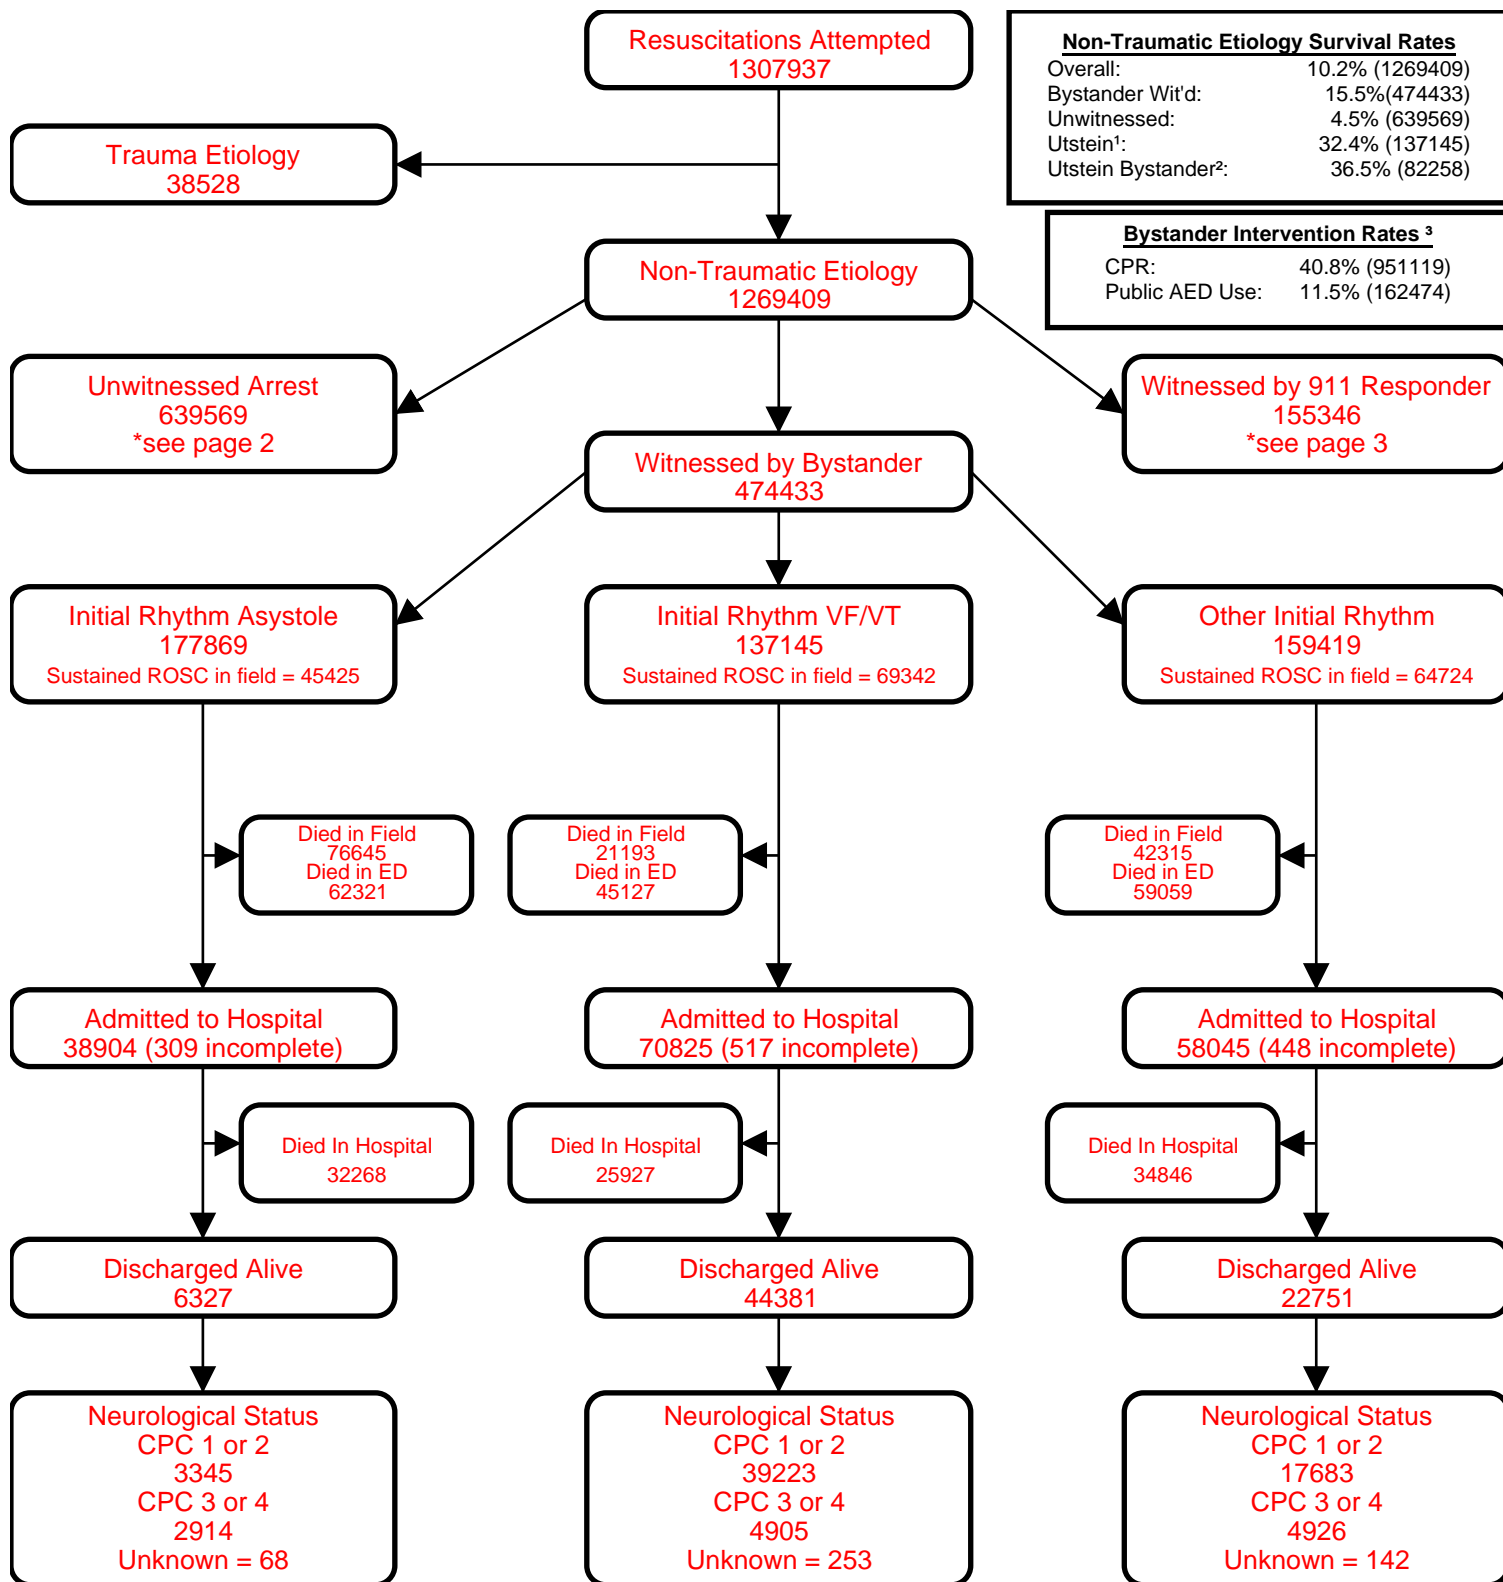 Resuscitations Attempted
1307937
Non-Traumatic Etiology Survival Rates
Overall: 10.2% (1269409)
Bystander Wit'd: 15.5%(474433)
Unwitnessed: 4.5% (639569)
Utstein¹: 32.4% (137145)
Utstein Bystander²: 36.5% (82258)
Trauma Etiology
38528
Bystander Intervention Rates ³
CPR: 40.8% (951119)
Public AED Use: 11.5% (162474)
Non-Traumatic Etiology
1269409
Unwitnessed Arrest
639569
*see page 2
Witnessed by Bystander
474433
Witnessed by 911 Responder
155346
*see page 3
Initial Rhythm Asystole
177869
Sustained ROSC in field = 45425
Initial Rhythm VF/VT
137145
Sustained ROSC in field = 69342
Other Initial Rhythm
159419
Sustained ROSC in field = 64724
Died in Field
76645
Died in ED
62321
Died in Field
21193
Died in ED
45127
Died in Field
42315
Died in ED
59059
Admitted to Hospital
38904 (309 incomplete)
Admitted to Hospital
70825 (517 incomplete)
Admitted to Hospital
58045 (448 incomplete)
Died In Hospital
32268
Died In Hospital
25927
Died In Hospital
34846
Discharged Alive
6327
Discharged Alive
44381
Discharged Alive
22751
Neurological Status
CPC 1 or 2
3345
CPC 3 or 4
2914
Unknown = 68
Neurological Status
CPC 1 or 2
39223
CPC 3 or 4
4905
Unknown = 253
Neurological Status
CPC 1 or 2
17683
CPC 3 or 4
4926
Unknown = 142